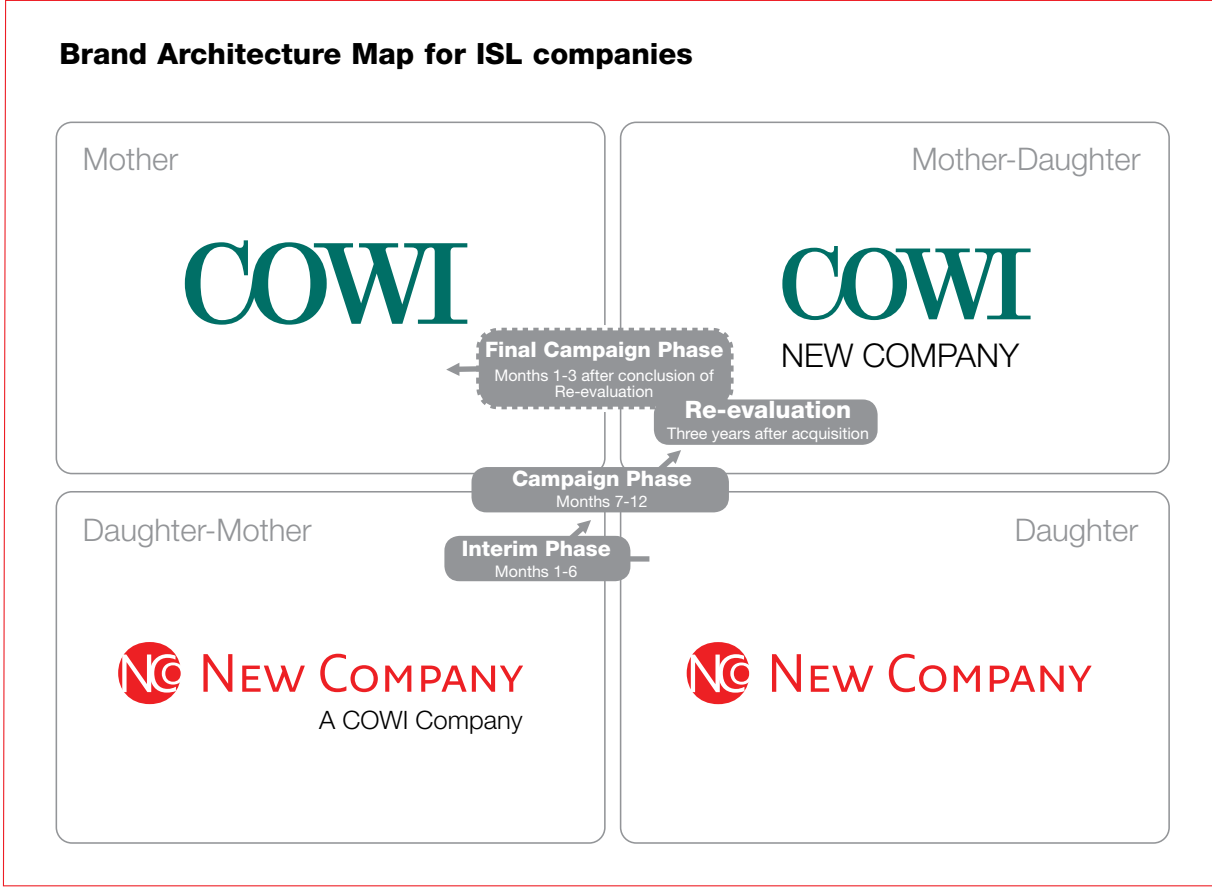 Brand Architecture Map for ISL companies
Mother
COWI
Mother-Daughter
COWI
NEW COMPANY
Final Campaign Phase
Months 1-3 after conclusion of
Re-evaluation
Re-evaluation
Three years after acquisition
Campaign Phase
Months 7-12
Interim Phase
Months 1-6
Daughter-Mother
NCo NEW COMPANY
A COWI Company
Daughter
NCo NEW COMPANY